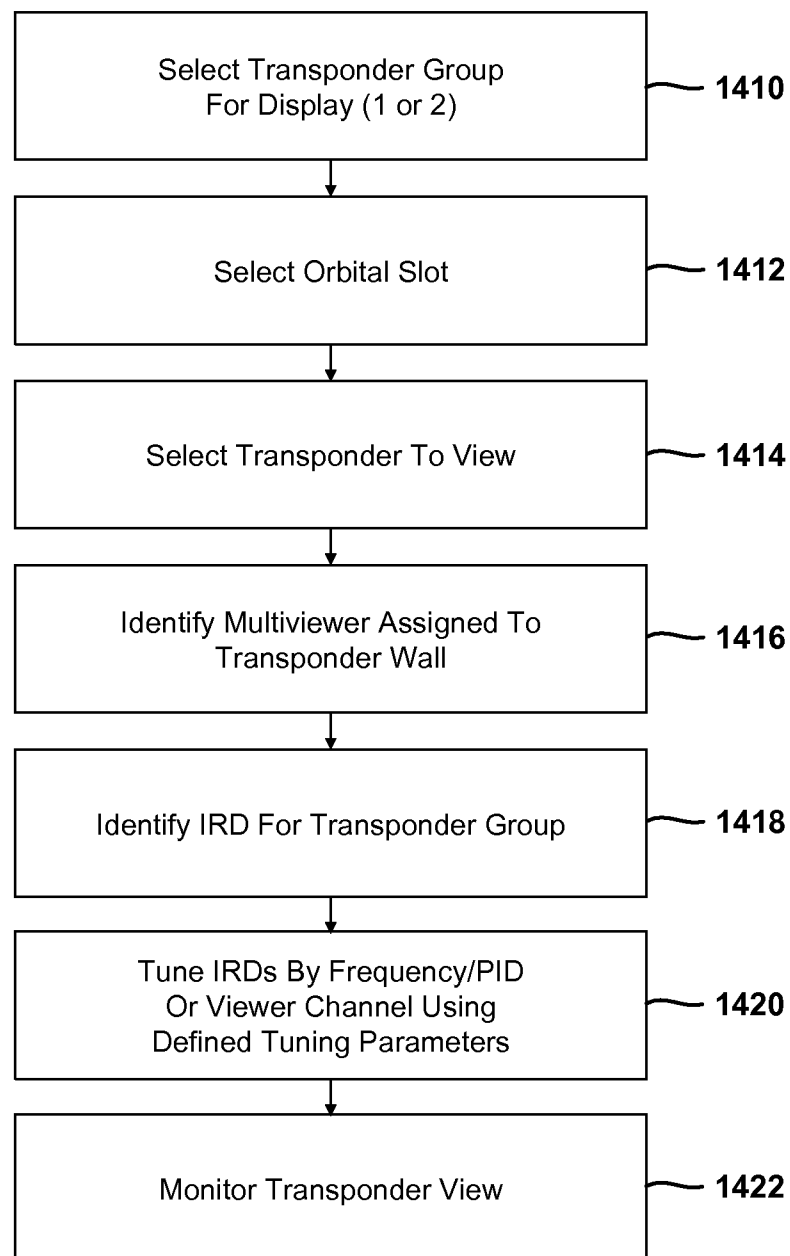 Select Transponder Group
For Display (1 or 2)
1410
Select Orbital Slot
1412
Select Transponder To View
1414
Identify Multiviewer Assigned To
Transponder Wall
1416
Identify IRD For Transponder Group
1418
Tune IRDs By Frequency/PID
Or Viewer Channel Using
Defined Tuning Parameters
1420
Monitor Transponder View
1422